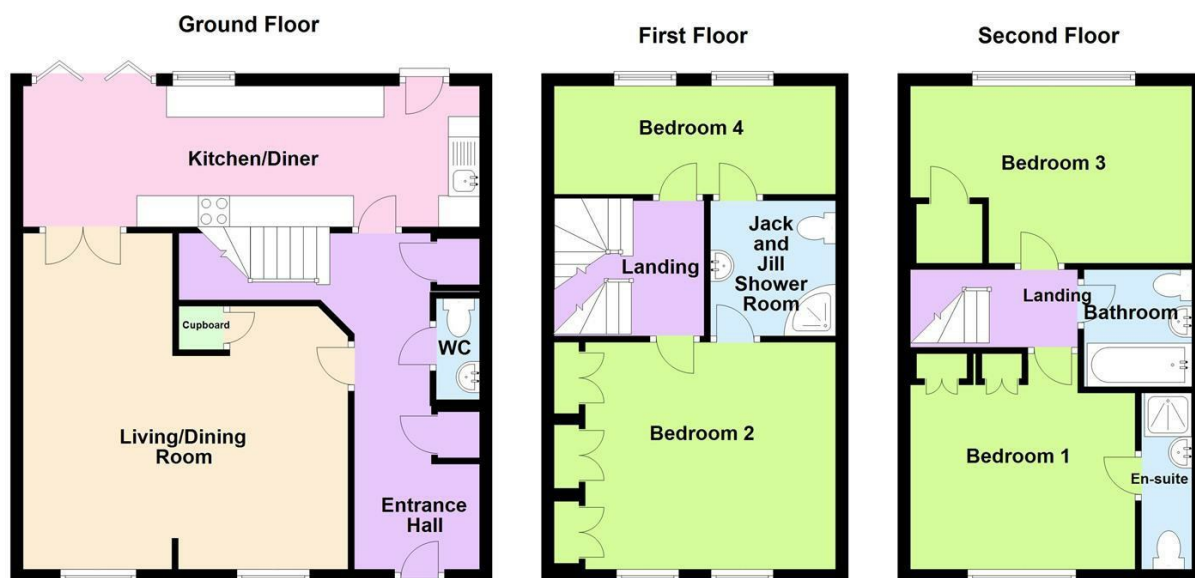 Ground Floor
Kitchen/Diner
Cupboard
WC
Living/Dining
Room
Entrance
Hall
First Floor
Bedroom 4
Landing
Jack
and
Jill
Shower
Room
Bedroom 2
Second Floor
Bedroom 3
Landing
Bathroom
Bedroom 1
En-suite